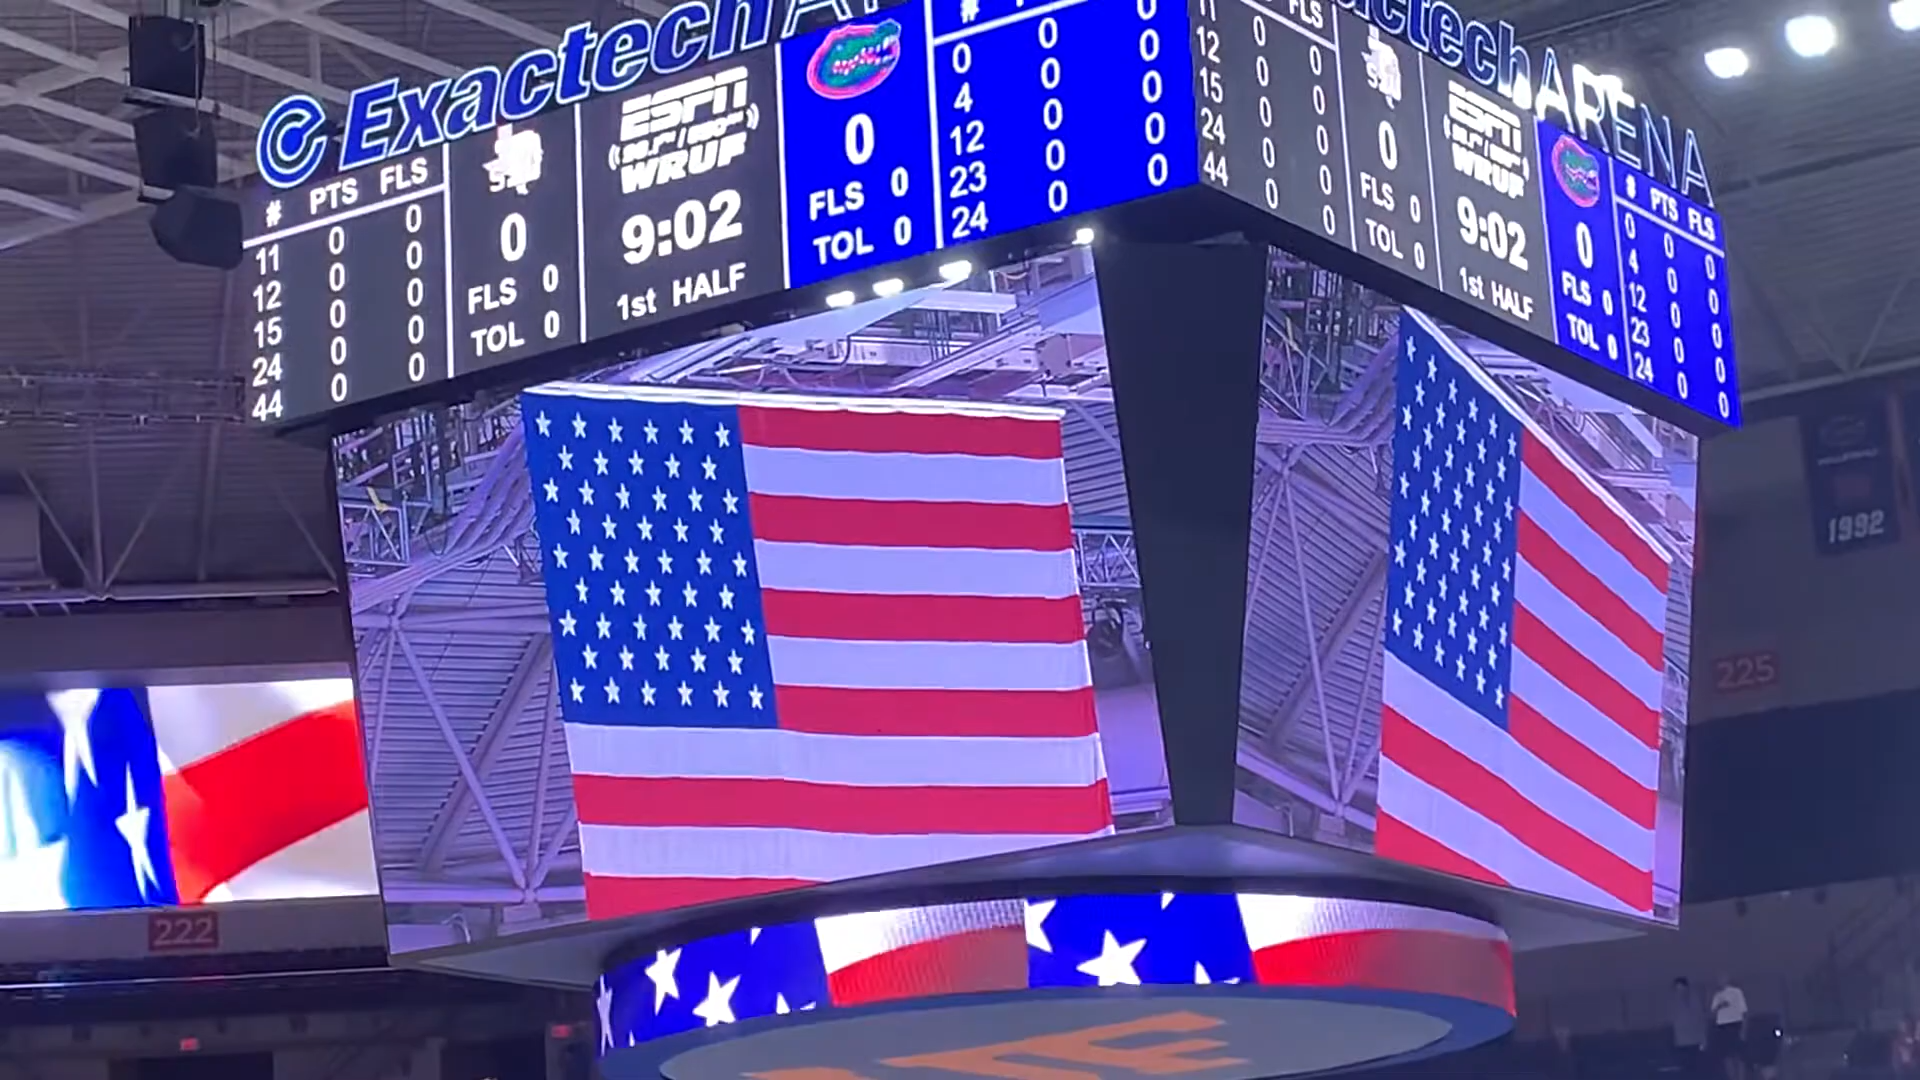 Exactech
# PTS FLS
11 0 0
12 0 0
15 0 0
24 0 0
44 0 0
0
FLS 0
TOL 0
ESPN
WRUF
9:02
1st HALF
0
FLS 0
TOL 0
#
0 0 0
4 0 0
12 0 0
23 0 0
24 0 0
ARENA
FLS
11
12 0 0
15 0 0
24 0 0
44 0 0
0
FLS 0
TOL 0
ESPN
WRUF
9:02
1st HALF
0
FLS 0
TOL 0
# PTS FLS
0 0 0
4 0 0
12 0 0
23 0 0
24 0 0
1992
225
222